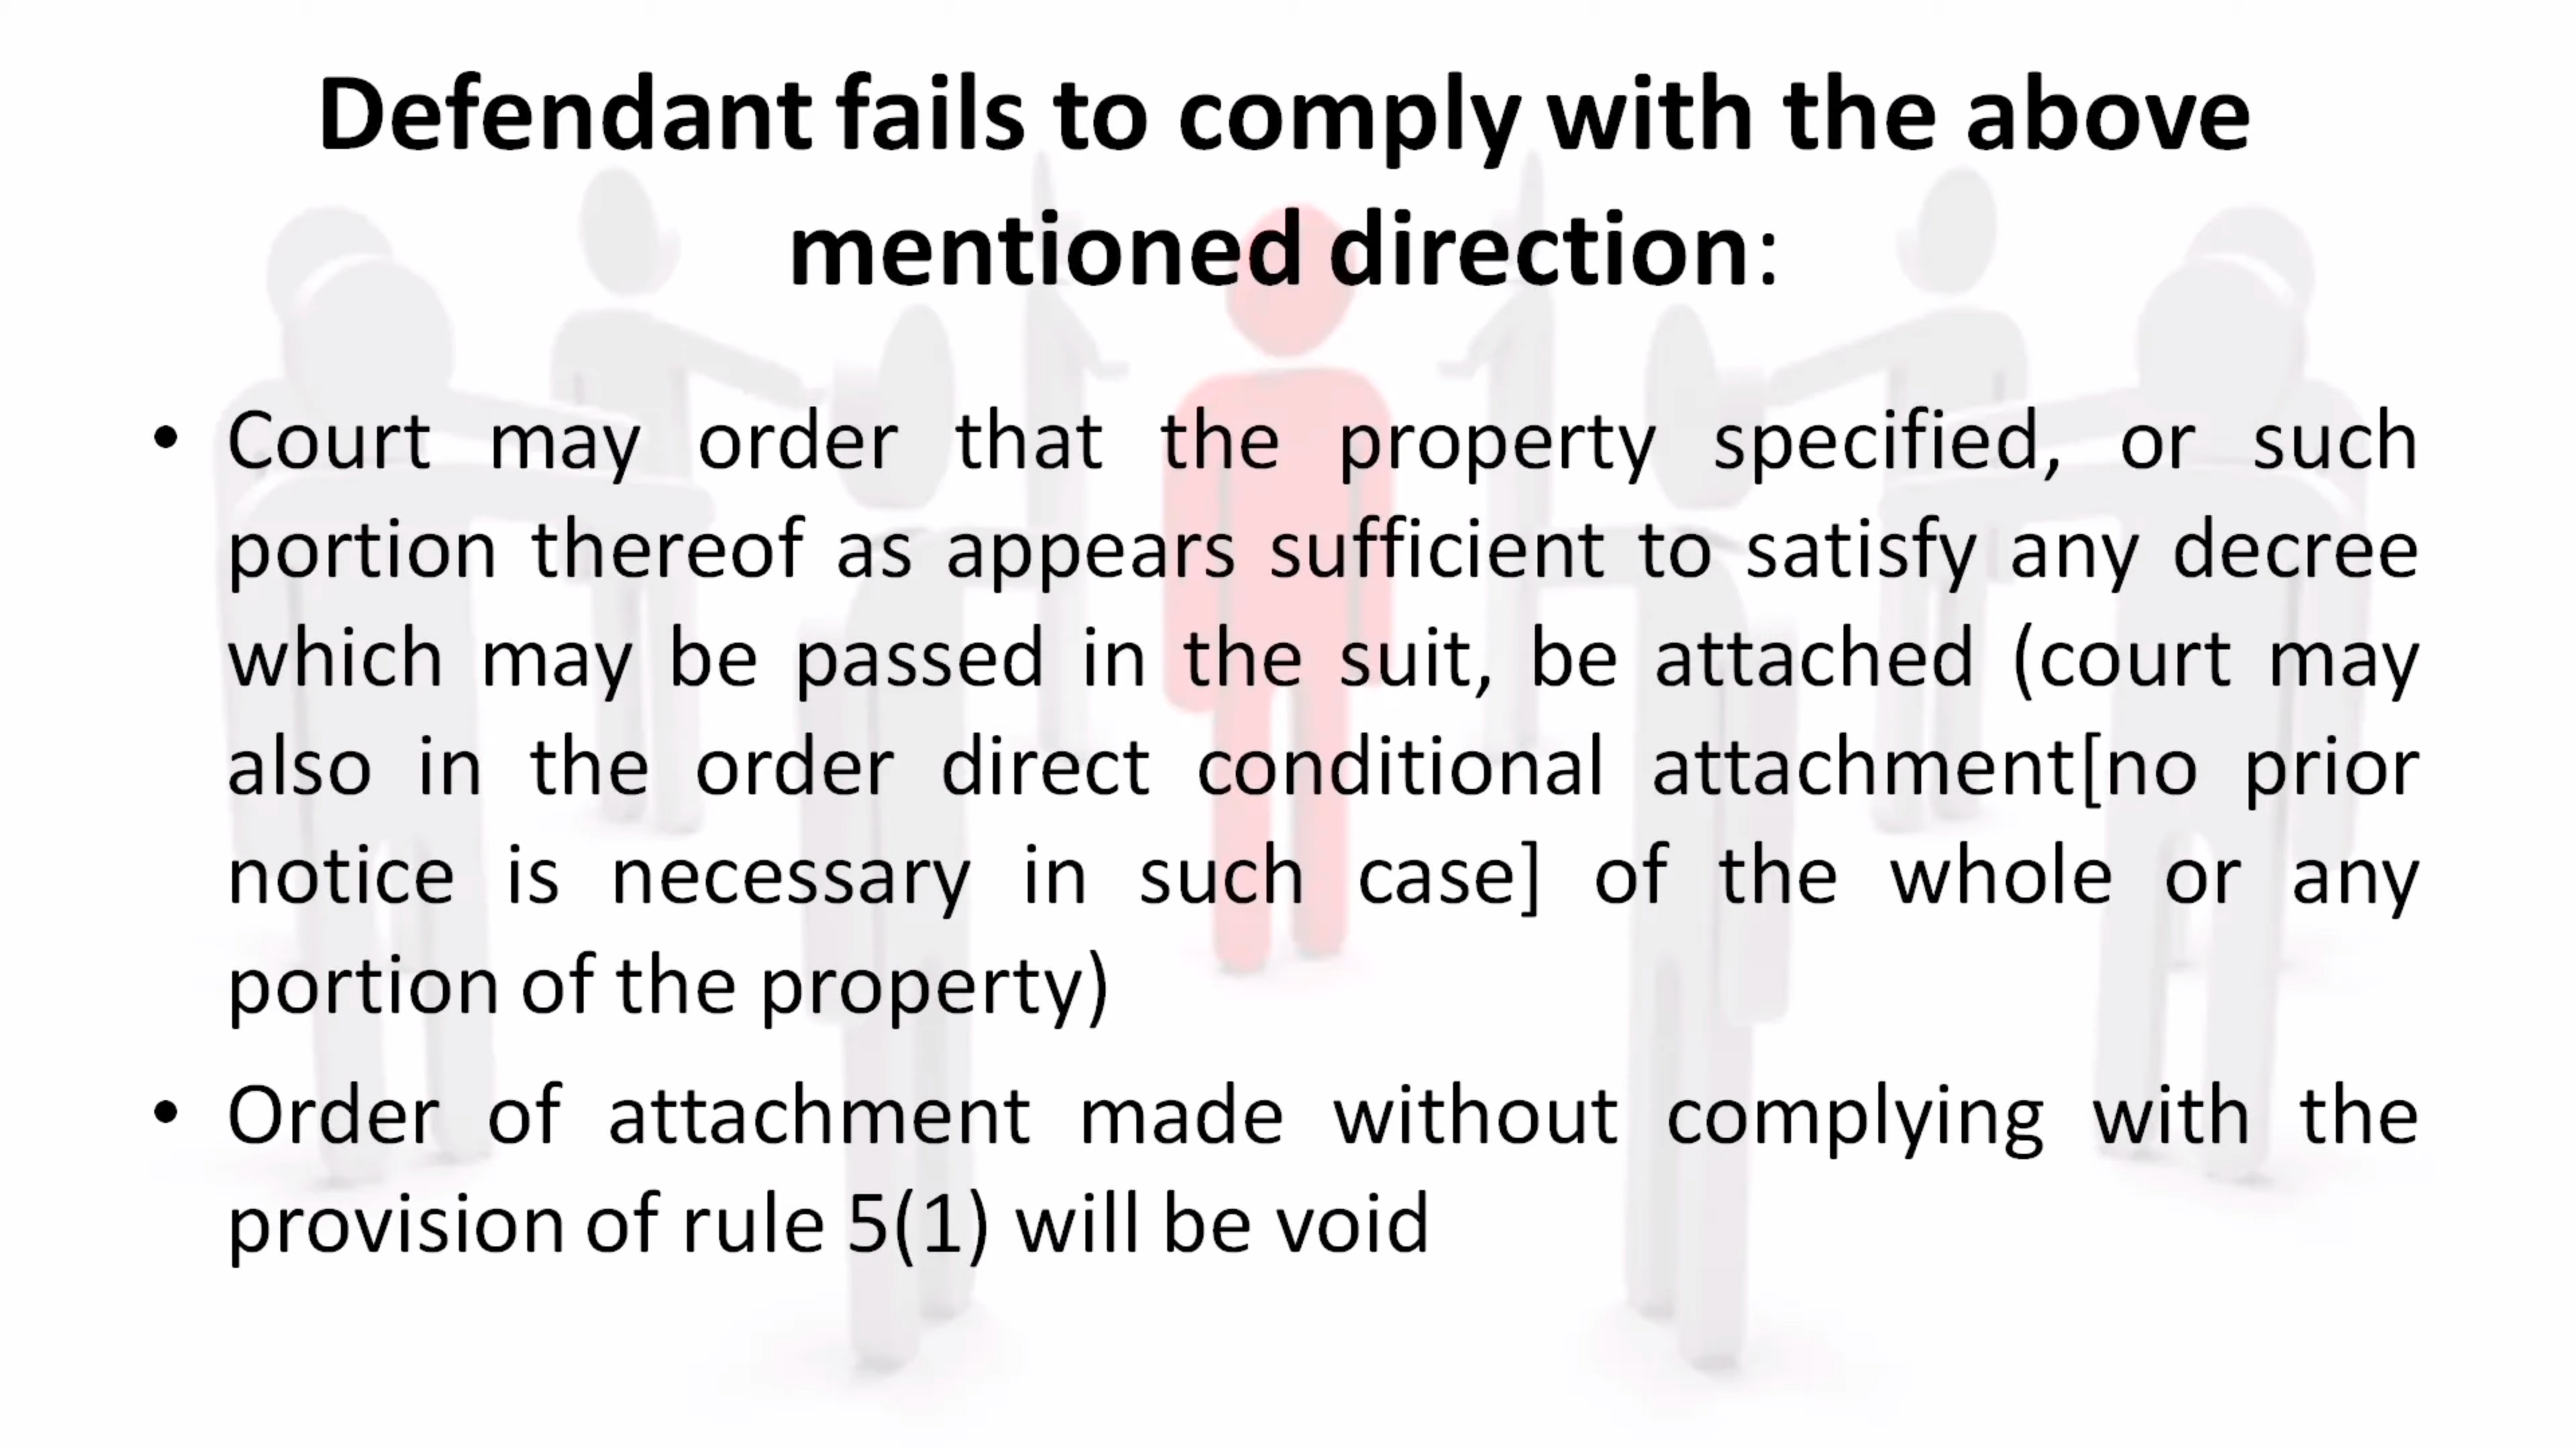 Defendant fails to comply with the above
mentioned direction:
• Court may order that the property specified, or such
portion thereof as appears sufficient to satisfy any decree
which may be passed in the suit, be attached (court may
also in the order direct conditional attachment[no prior
notice is necessary in such case] of the whole or any
portion of the property)
• Order of attachment made without complying with the
provision of rule 5(1) will be void